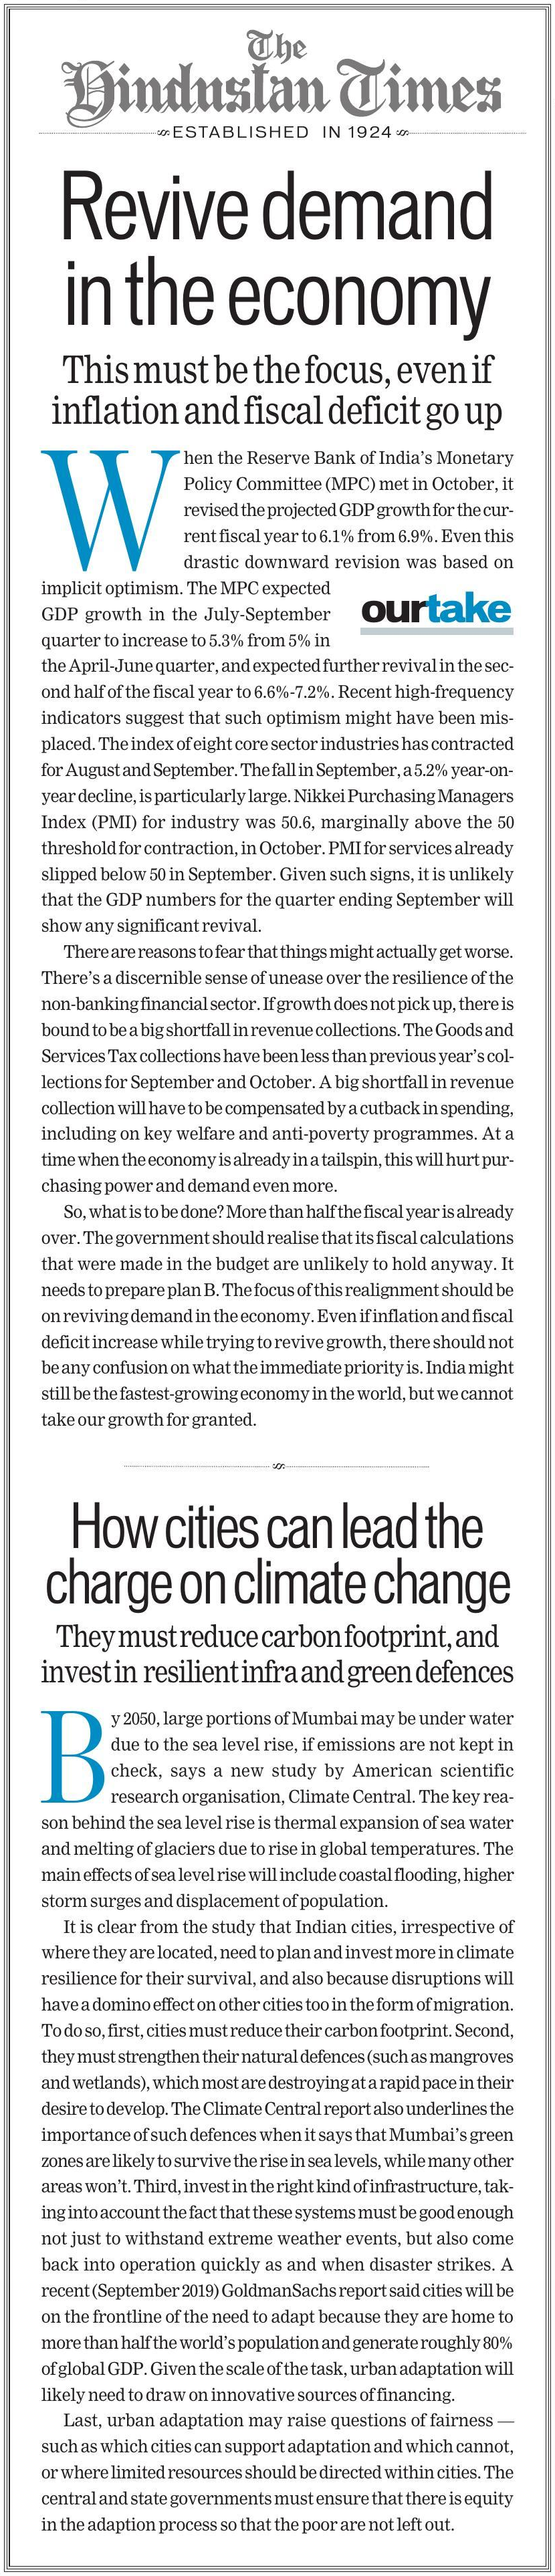 The
Hindustan Times
ESTABLISHED IN 1924
Revive demand
in the economy
This must be the focus, even if
inflation and fiscal deficit go up
When the Reserve Bank of India's Monetary
Policy Committee (MPC) met in October, it
revised the projected GDP growth for the cur-
rent fiscal year to 6.1% from 6.9%. Even this
drastic downward revision was based on
implicit optimism. The MPC expected
GDP growth in the July-September
quarter to increase to 5.3% from 5% in
ourtake
the April-June quarter, and expected further revival in the sec-
ond half of the fiscal year to 6.6%-7.2%. Recent high-frequency
indicators suggest that such optimism might have been mis-
placed. The index of eight core sector industries has contracted
for August and September. The fall in September, a 5.2% year-on-
year decline, is particularly large. Nikkei Purchasing Managers
Index (PMI) for industry was 50.6, marginally above the 50
threshold for contraction, in October. PMI for services already
slipped below 50 in September. Given such signs, it is unlikely
that the GDP numbers for the quarter ending September will
show any significant revival.
There are reasons to fear that things might actually get worse.
There's a discernible sense of unease over the resilience of the
non-banking financial sector. If growth does not pick up, there is
bound to be a big shortfall in revenue collections. The Goods and
Services Tax collections have been less than previous year's col-
lections for September and October. A big shortfall in revenue
collection will have to be compensated by a cutback in spending,
including on key welfare and anti-poverty programmes. At a
time when the economy is already in a tailspin, this will hurt pur-
chasing power and demand even more.
So, what is to be done? More than half the fiscal year is already
over. The government should realise that its fiscal calculations
that were made in the budget are unlikely to hold anyway. It
needs to prepare plan B. The focus of this realignment should be
on reviving demand in the economy. Even if inflation and fiscal
deficit increase while trying to revive growth, there should not
be any confusion on what the immediate priority is. India might
still be the fastest-growing economy in the world, but we cannot
take our growth for granted.
How cities can lead the
charge on climate change
They must reduce carbon footprint, and
invest in resilient infra and green defences
By 2050, large portions of Mumbai may be under water
due to the sea level rise, if emissions are not kept in
check, says a new study by American scientific
research organisation, Climate Central. The key rea-
son behind the sea level rise is thermal expansion of sea water
and melting of glaciers due to rise in global temperatures. The
main effects of sea level rise will include coastal flooding, higher
storm surges and displacement of population.
It is clear from the study that Indian cities, irrespective of
where they are located, need to plan and invest more in climate
resilience for their survival, and also because disruptions will
have a domino effect on other cities too in the form of migration.
To do so, first, cities must reduce their carbon footprint. Second,
they must strengthen their natural defences (such as mangroves
and wetlands), which most are destroying at a rapid pace in their
desire to develop. The Climate Central report also underlines the
importance of such defences when it says that Mumbai's green
zones are likely to survive the rise in sea levels, while many other
areas won't. Third, invest in the right kind of infrastructure, tak-
ing into account the fact that these systems must be good enough
not just to withstand extreme weather events, but also come
back into operation quickly as and when disaster strikes. A
recent (September 2019) GoldmanSachs report said cities will be
on the frontline of the need to adapt because they are home to
more than half the world's population and generate roughly 80%
of global GDP. Given the scale of the task, urban adaptation will
likely need to draw on innovative sources of financing.
Last, urban adaptation may raise questions of fairness —
such as which cities can support adaptation and which cannot,
or where limited resources should be directed within cities. The
central and state governments must ensure that there is equity
in the adaption process so that the poor are not left out.